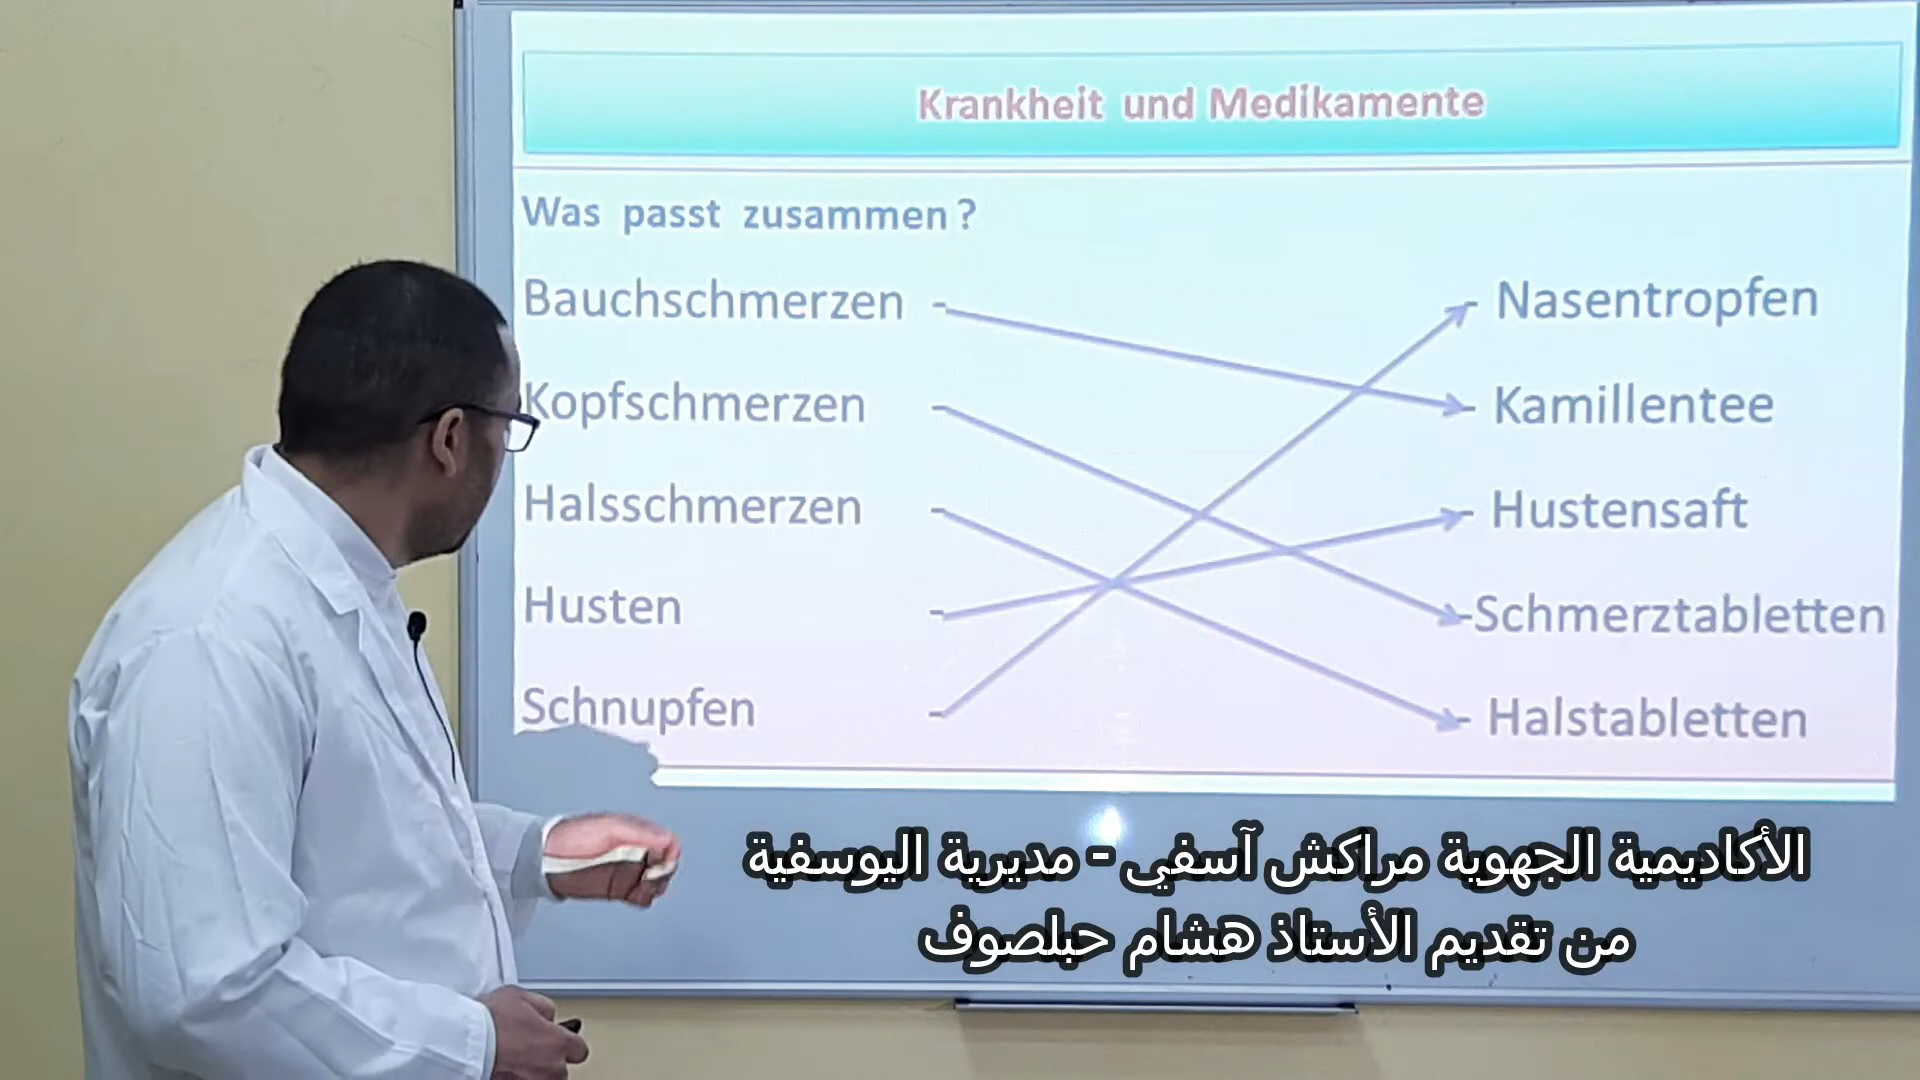 Krankheit und Medikamente
Was passt zusammen ?
Bauchschmerzen - - Nasentropfen
Kopfschmerzen - - Kamillentee
Halsschmerzen - - Hustensaft
Husten - -Schmerztabletten
Schnupfen - - Halstabletten
الأكاديمية الجهوية مراكش آسفي - مديرية اليوسفية
من تقديم الأستاذ هشام حبلصوف